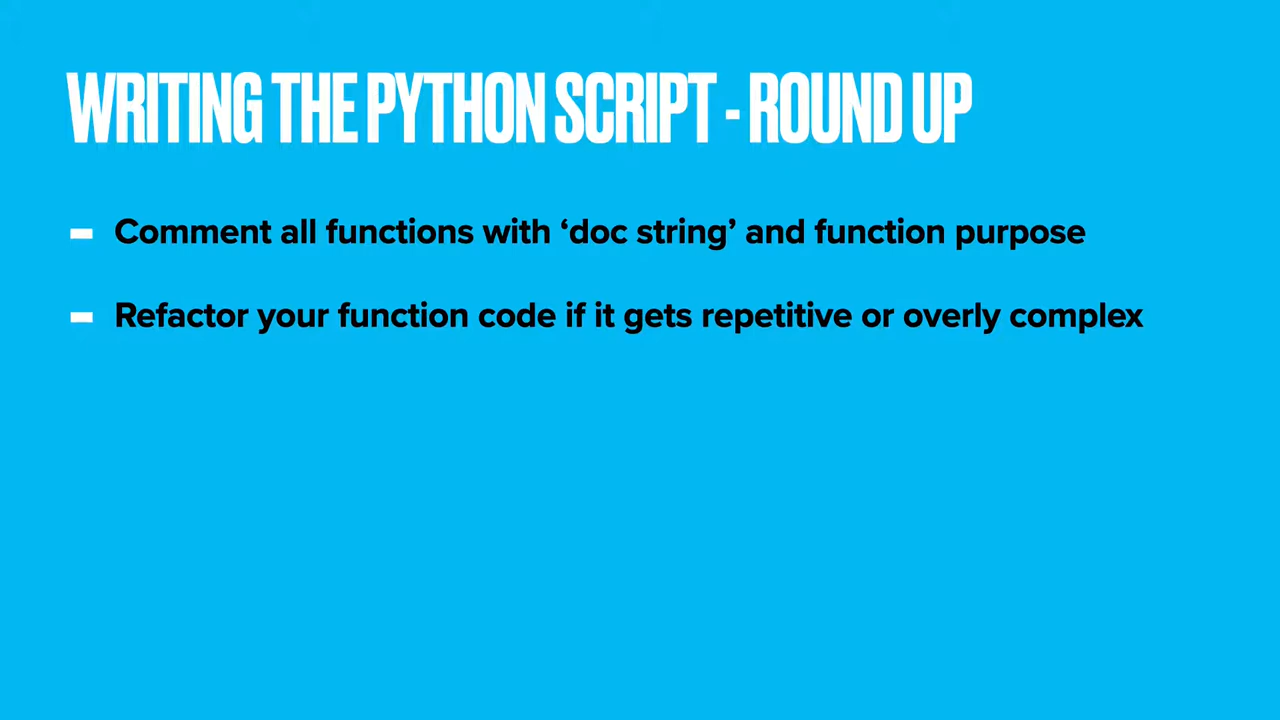 WRITING THE PYTHON SCRIPT - ROUND UP
- Comment all functions with ‘doc string’ and function purpose
- Refactor your function code if it gets repetitive or overly complex